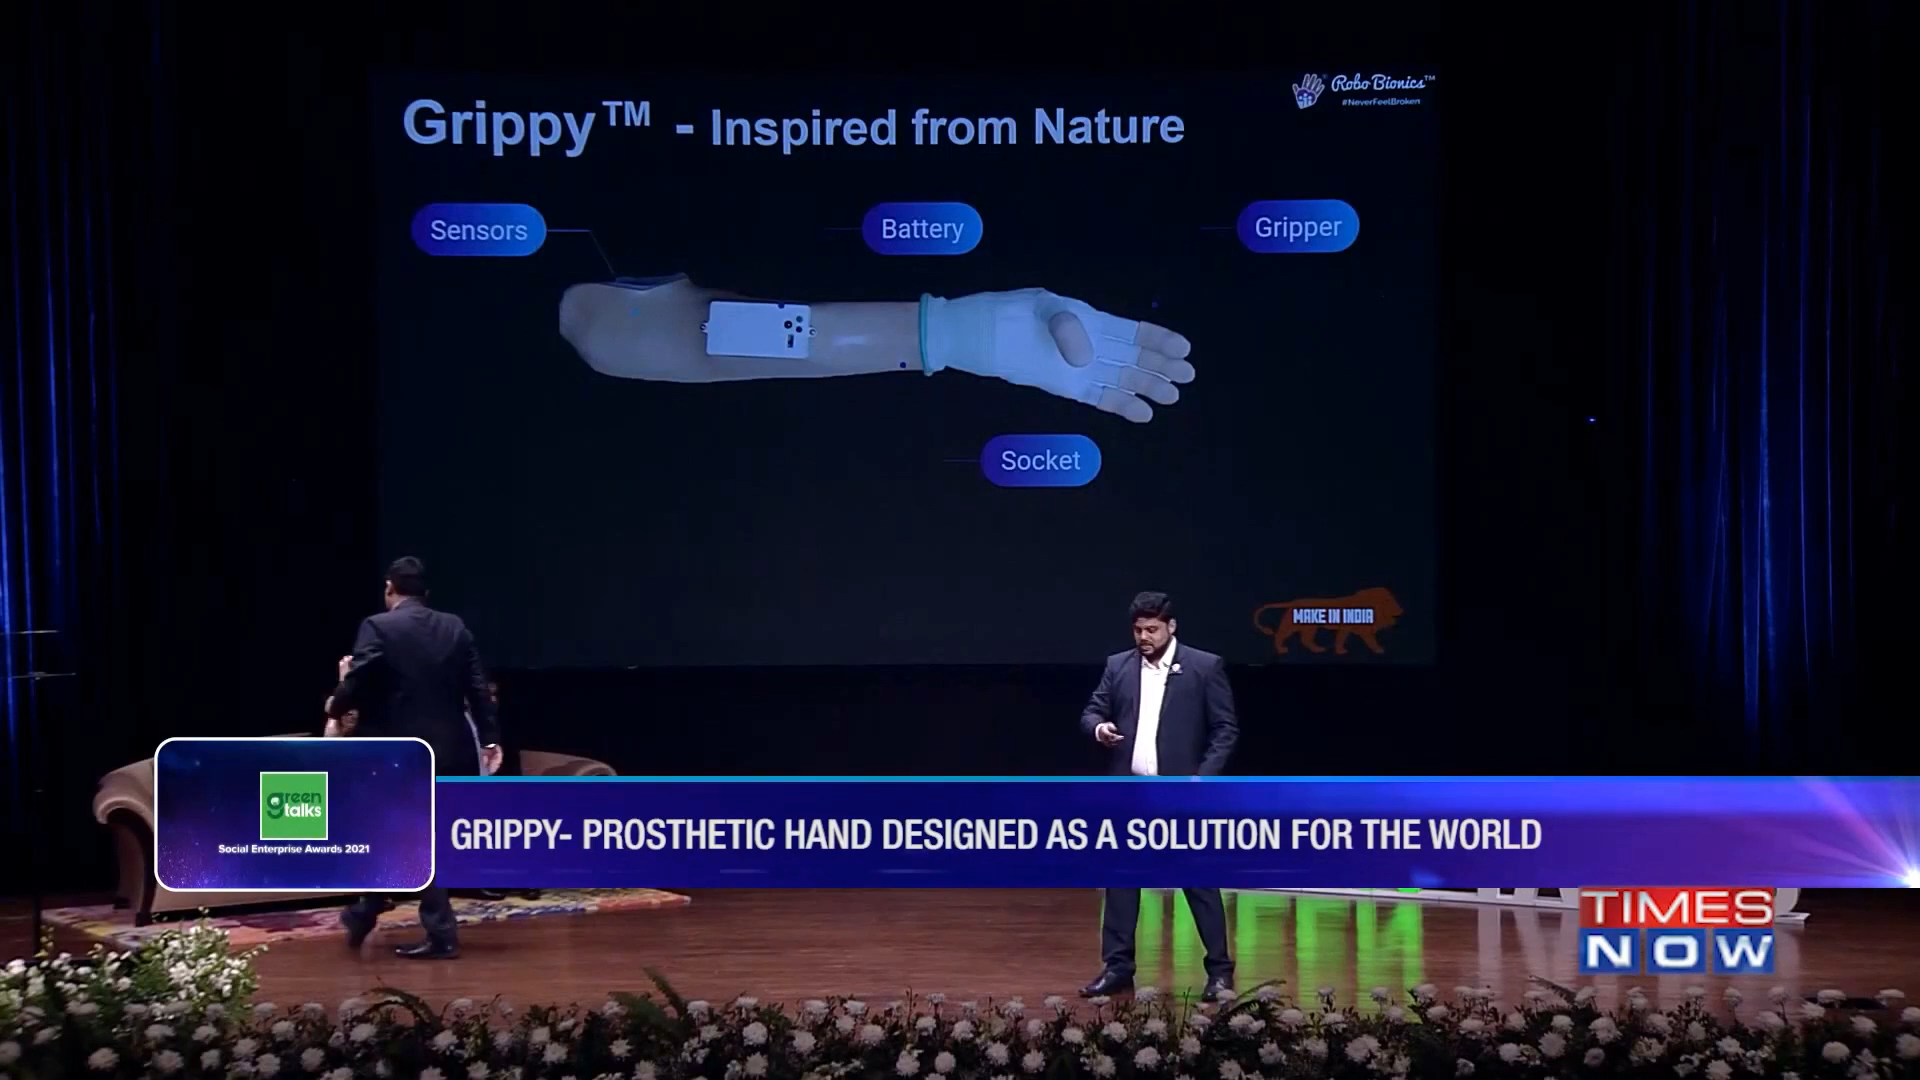 Robo Bionics™
#NeverFeelBroken
Grippy™ - Inspired from Nature
Sensors
Battery
Gripper
Socket
MAKE IN INDIA
green
talks
Social Enterprise Awards 2021
GRIPPY- PROSTHETIC HAND DESIGNED AS A SOLUTION FOR THE WORLD
TIMES
NOW